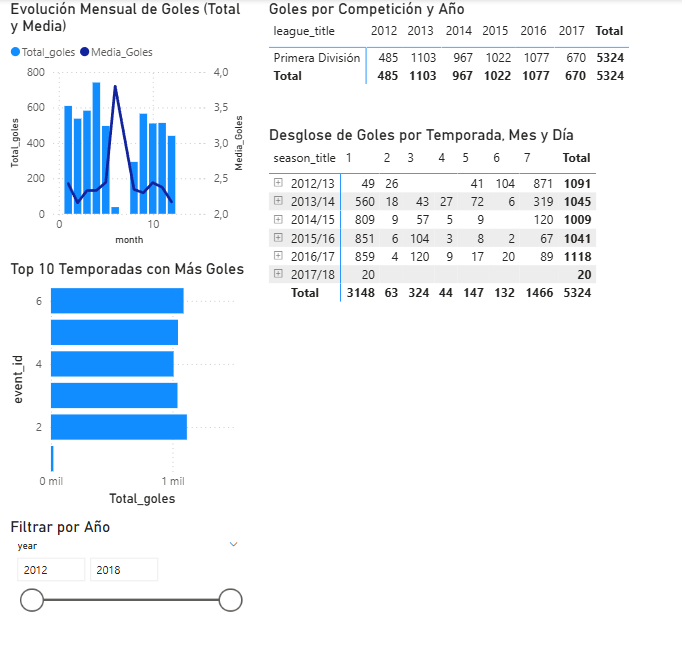 Evolución Mensual de Goles (Total
y Media)
Total_goles Media_Goles
800 4,0
600 3,5
400 3,0
200 2,5
0 2,0
0 10
Total_goles
Media_Goles
month
Top 10 Temporadas con Más Goles
6
4
2
event_id
0 mil 1 mil
Total_goles
Filtrar por Año
year
2012 2018
Goles por Competición y Año
league_title 2012 2013 2014 2015 2016 2017 Total
Primera División 485 1103 967 1022 1077 670 5324
Total 485 1103 967 1022 1077 670 5324
Desglose de Goles por Temporada, Mes y Día
season_title 1 2 3 4 5 6 7 Total
2012/13 49 26 41 104 871 1091
2013/14 560 18 43 27 72 6 319 1045
2014/15 809 9 57 5 9 120 1009
2015/16 851 6 104 3 8 2 67 1041
2016/17 859 4 120 9 17 20 89 1118
2017/18 20 20
Total 3148 63 324 44 147 132 1466 5324